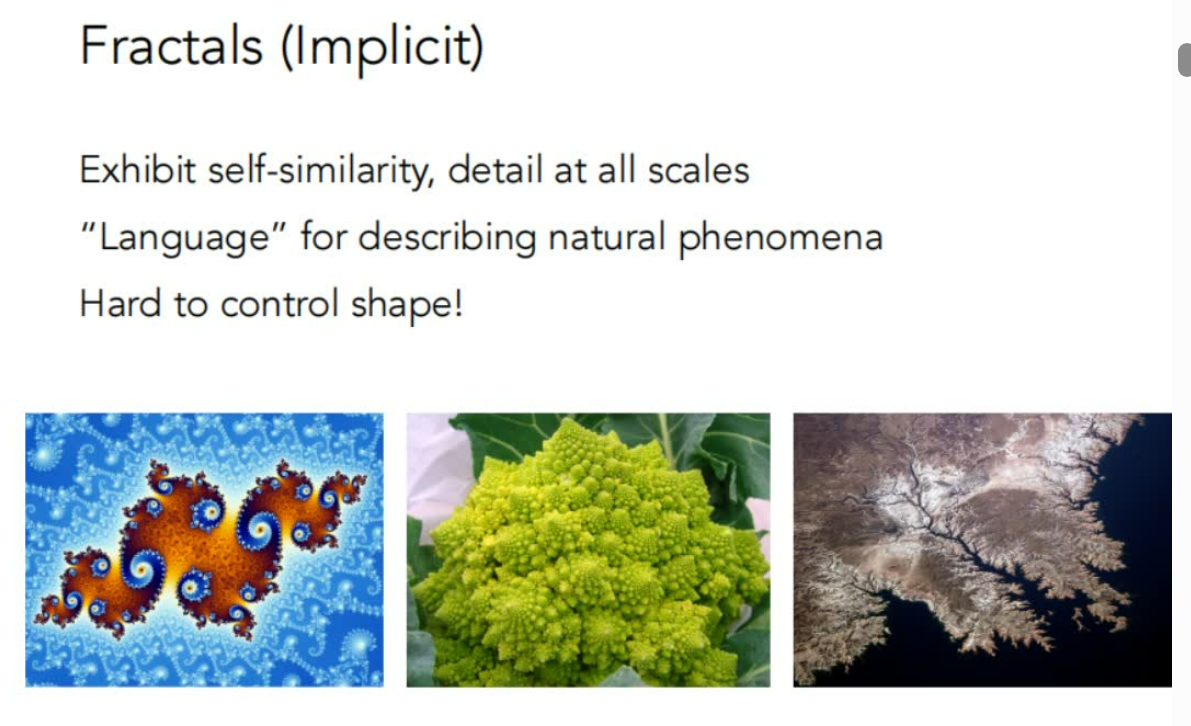 Fractals (Implicit)
Exhibit self-similarity, detail at all scales
“Language” for describing natural phenomena
Hard to control shape!